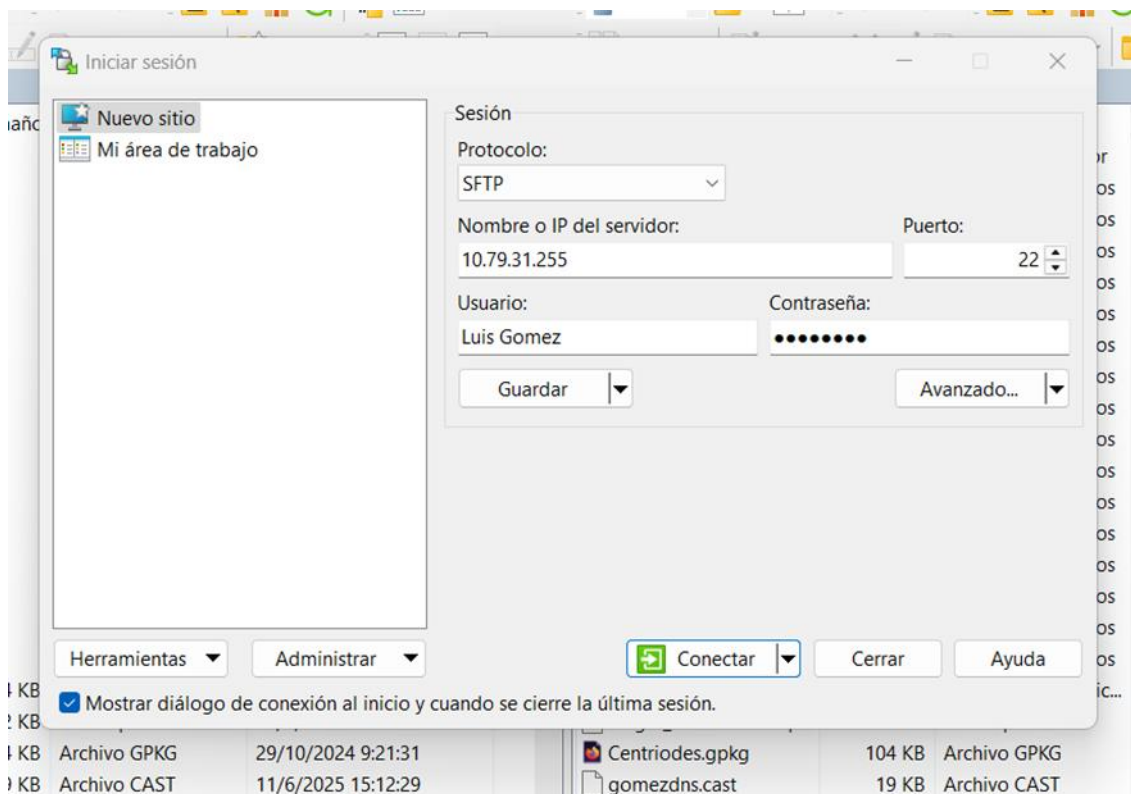 Iniciar sesión
Nuevo sitio
Mi área de trabajo
Sesión
Protocolo:
SFTP
Nombre o IP del servidor:
Puerto:
10.79.31.255
22
Usuario:
Contraseña:
Luis Gomez
••••••••
Guardar
Avanzado...
Herramientas
Administrar
Conectar
Cerrar
Ayuda
Mostrar diálogo de conexión al inicio y cuando se cierre la última sesión.
KB Archivo GPKG 29/10/2024 9:21:31 Centriodes.gpkg 104 KB Archivo GPKG
KB Archivo CAST 11/6/2025 15:12:29 gomezdns.cast 19 KB Archivo CAST